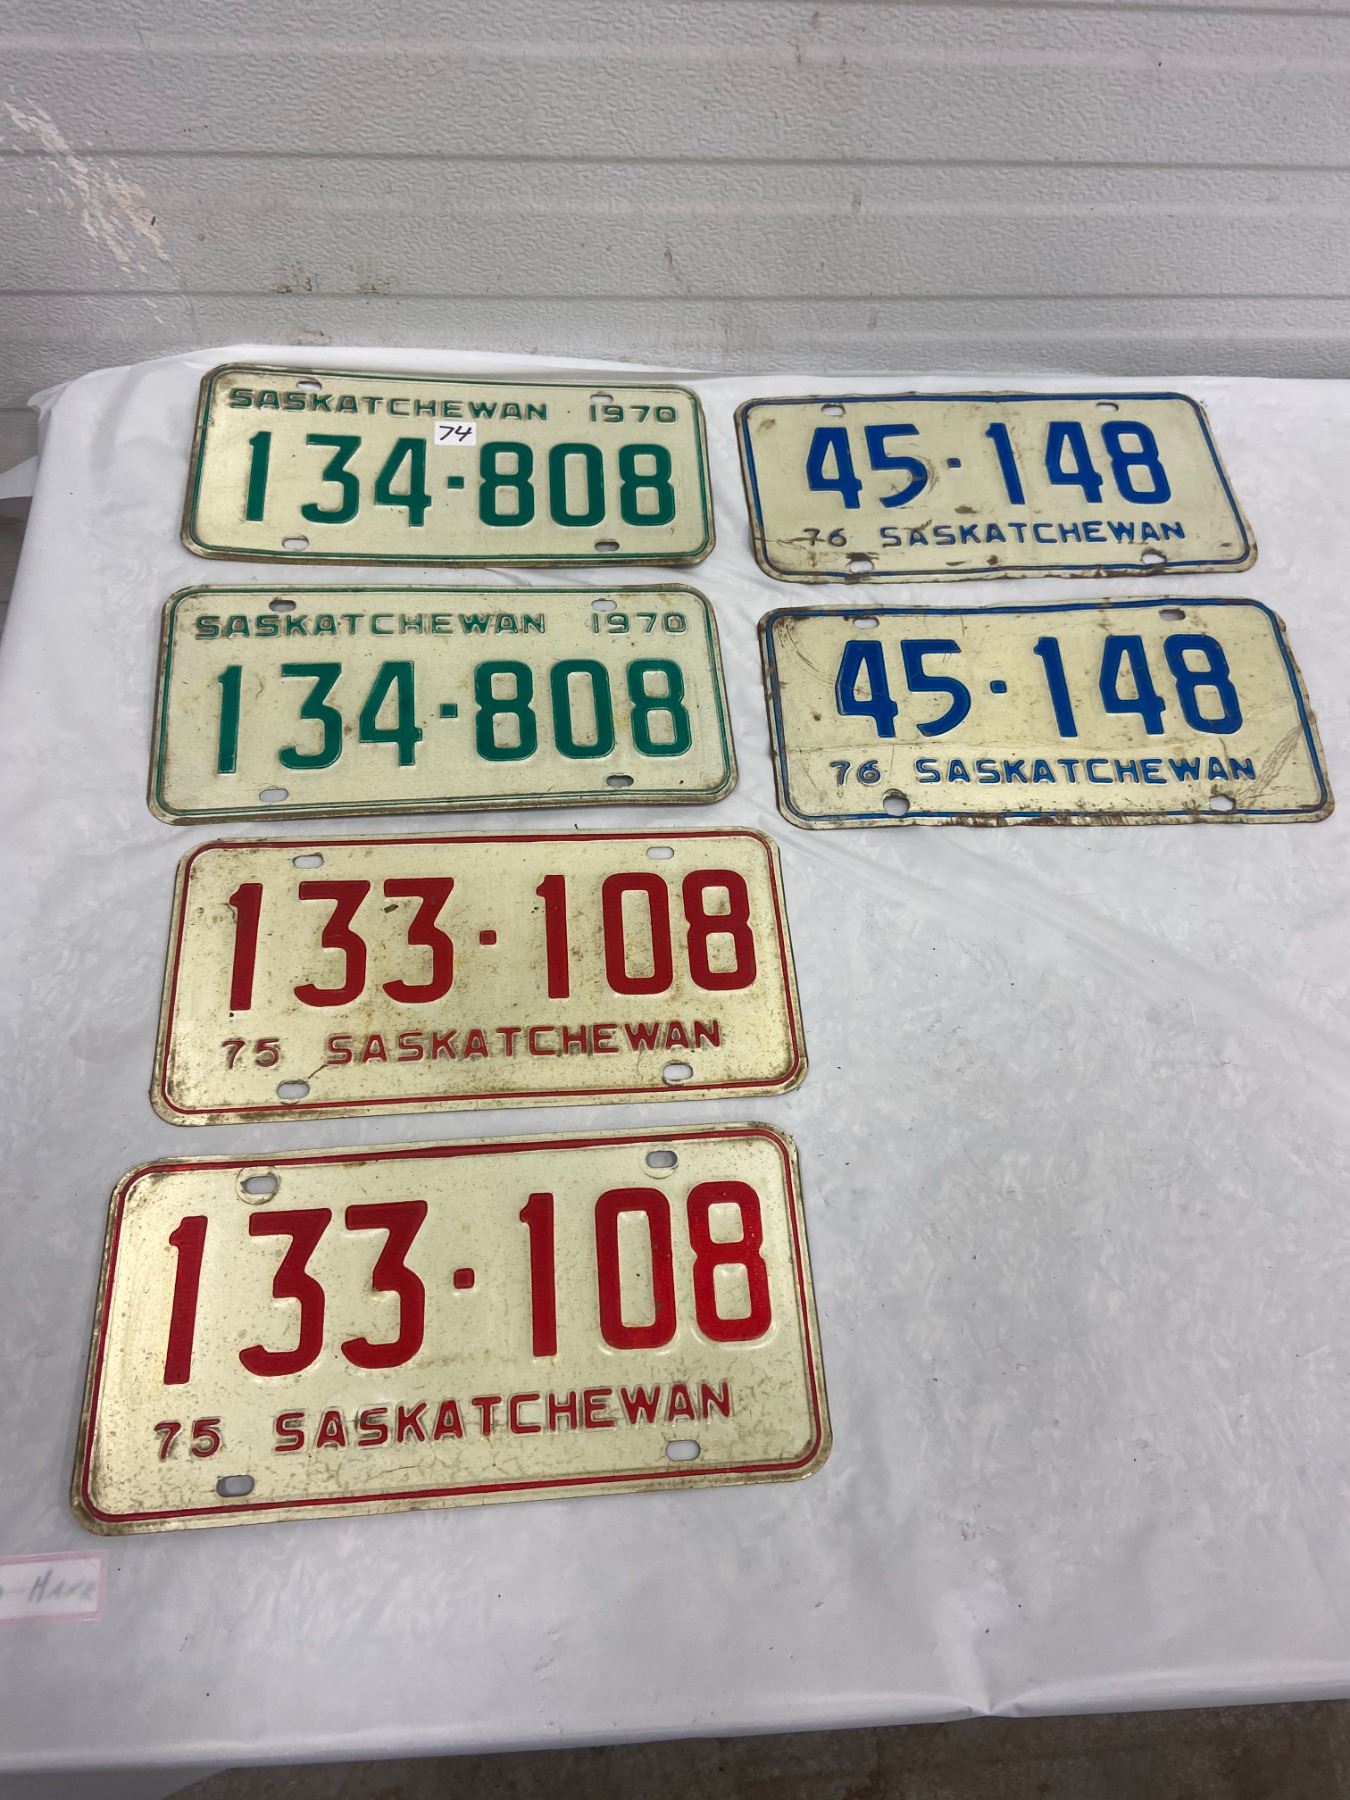 SASKATCHEWAN 1970
74
134-808
SASKATCHEWAN 1970
134-808
133·108
75 SASKATCHEWAN
133·108
75 SASKATCHEWAN
45·148
76 SASKATCHEWAN
45·148
76 SASKATCHEWAN